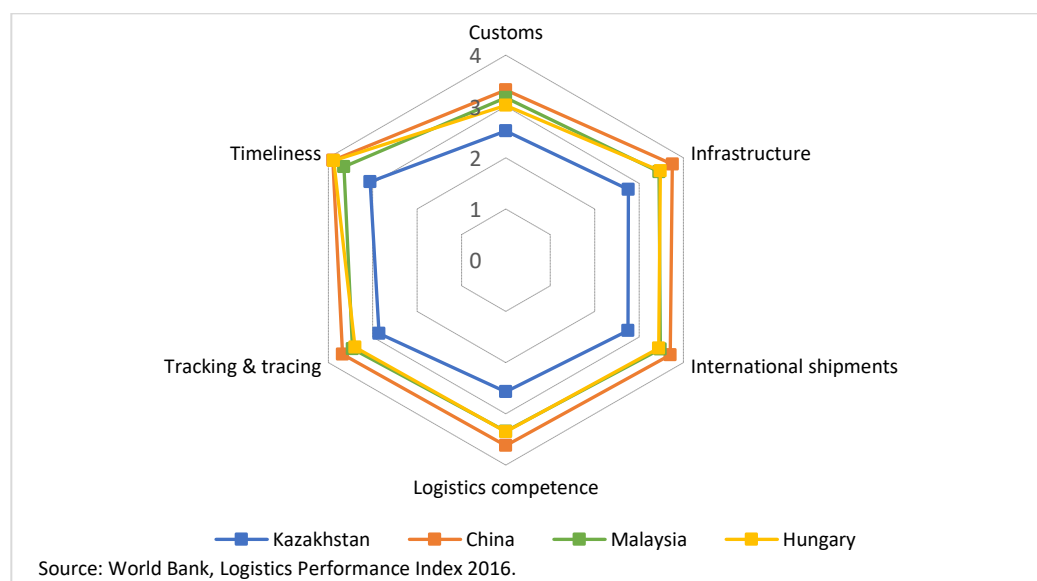 Customs
4
3
2
1
0
Timeliness
Infrastructure
Tracking & tracing
International shipments
Logistics competence
Kazakhstan China Malaysia Hungary
Source: World Bank, Logistics Performance Index 2016.